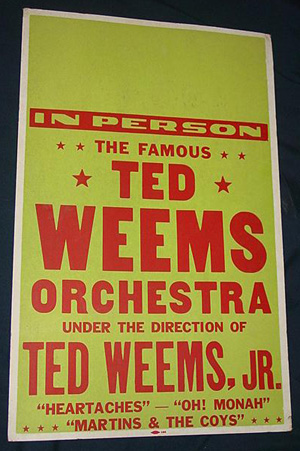 IN PERSON
THE FAMOUS
TED
WEEMS
ORCHESTRA
UNDER THE DIRECTION OF
TED WEEMS, JR.
"HEARTACHES" — "OH! MONAH"
"MARTINS & THE COYS"